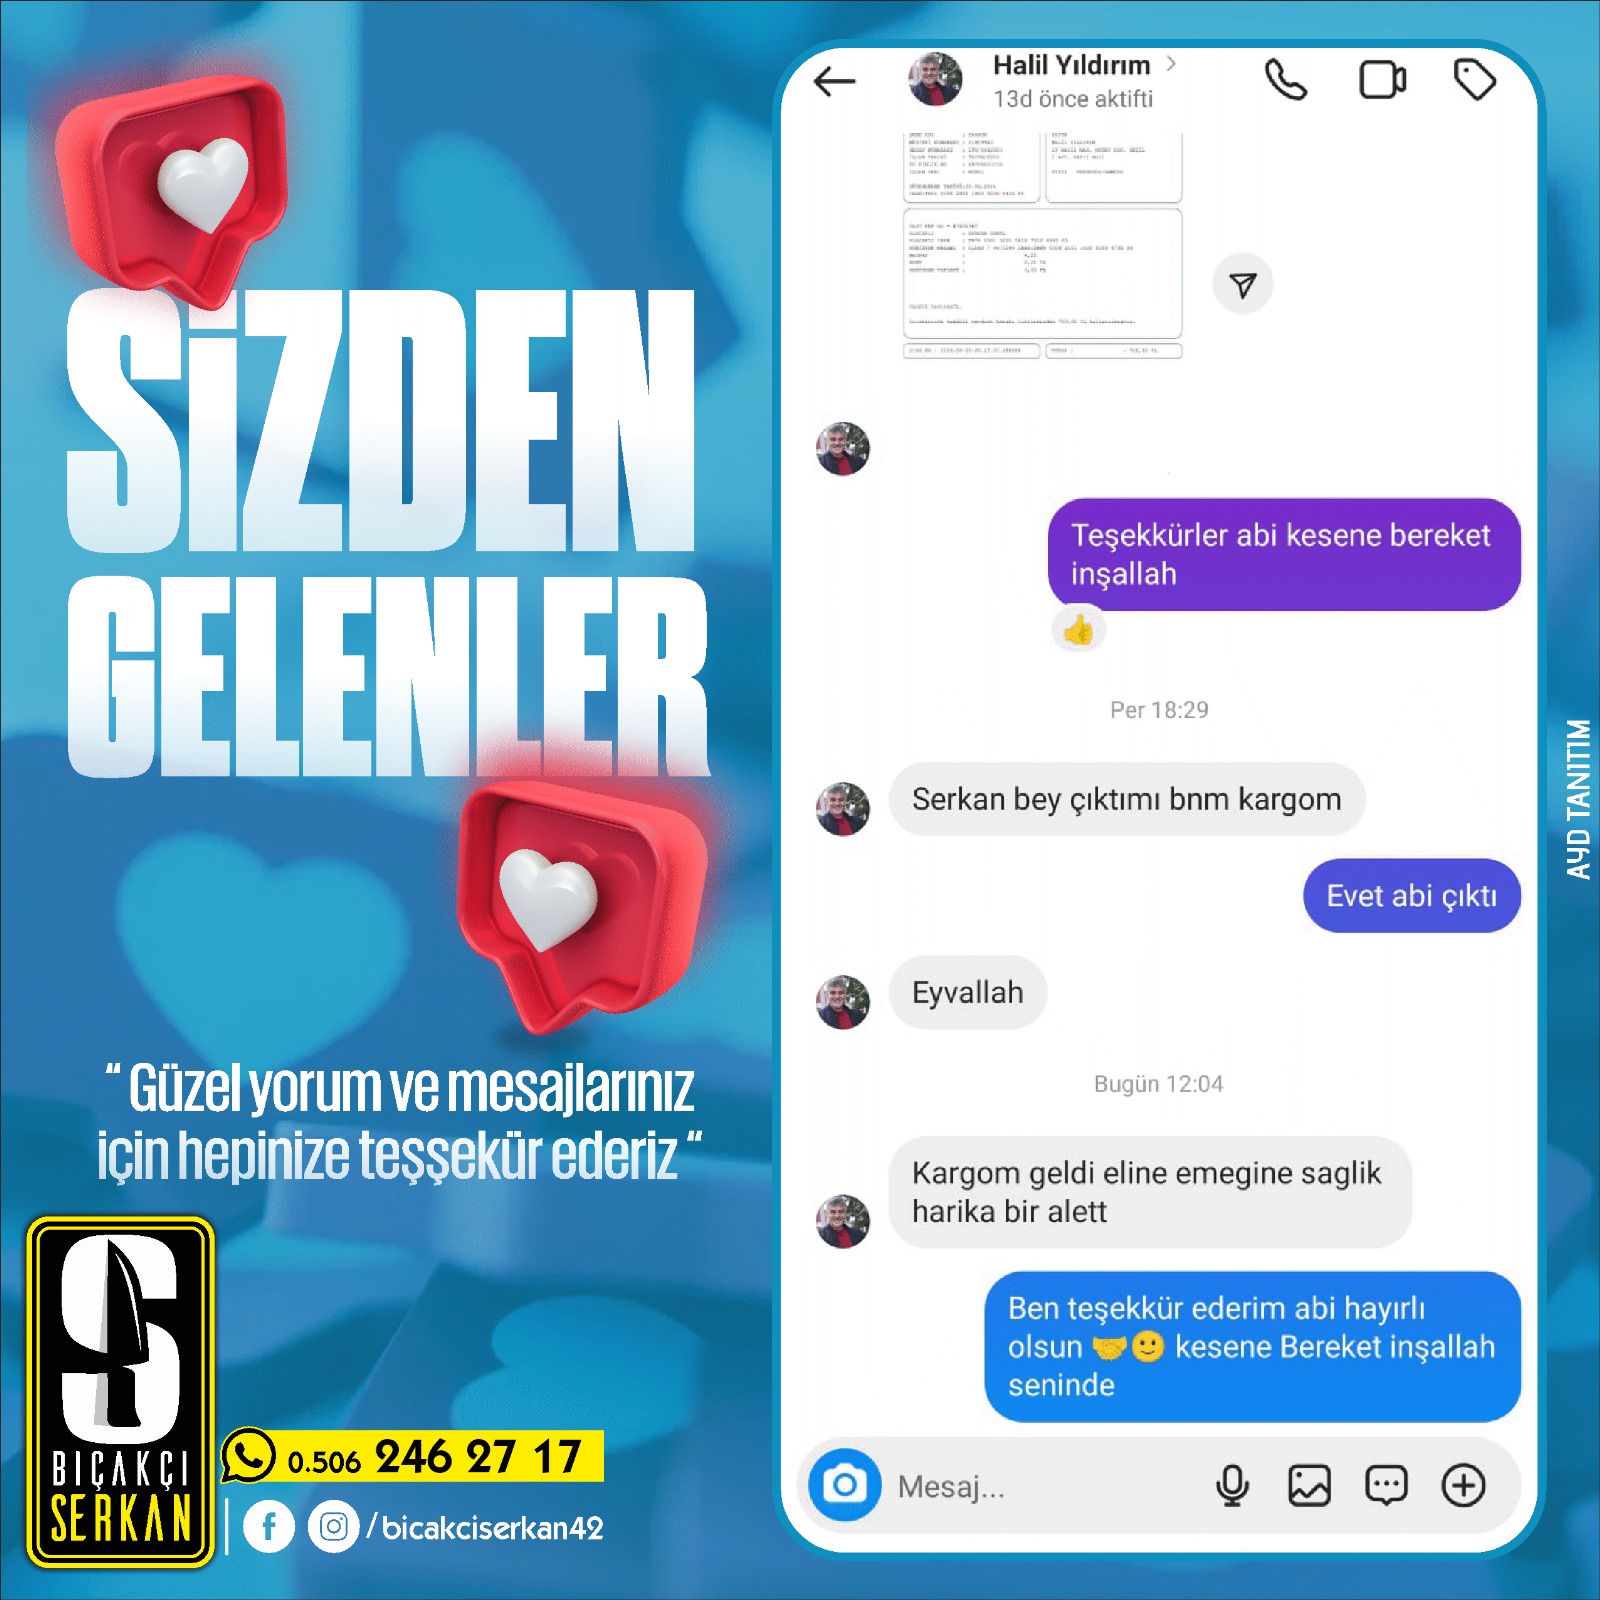 SİZDEN
GELENLER
“ Güzel yorum ve mesajlarınız
için hepinize teşşekür ederiz “
S
BIÇAKÇI
SERKAN
0.506 246 27 17
f
/bicakciserkan42
Halil Yıldırım
13d önce aktifti
Teşekkürler abi kesene bereket
inşallah
Per 18:29
Serkan bey çıktımı bnm kargom
Evet abi çıktı
Eyvallah
Bugün 12:04
Kargom geldi eline emegine saglik
harika bir alett
Ben teşekkür ederim abi hayırlı
olsun 🤝🙂 kesene Bereket inşallah
seninde
Mesaj...
AYD TANITIM